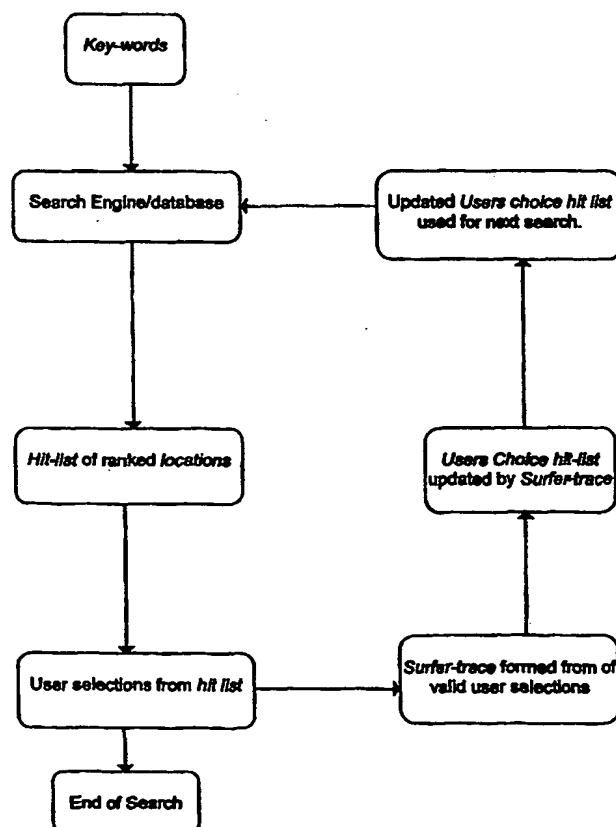 Key-words
Search Engine/database
Updated Users choice hit list
used for next search.
Hit-list of ranked locations
Users Choice hit-list
updated by Surfer-trace
User selections from hit list
Surfer-trace formed from of
valid user selections
End of Search